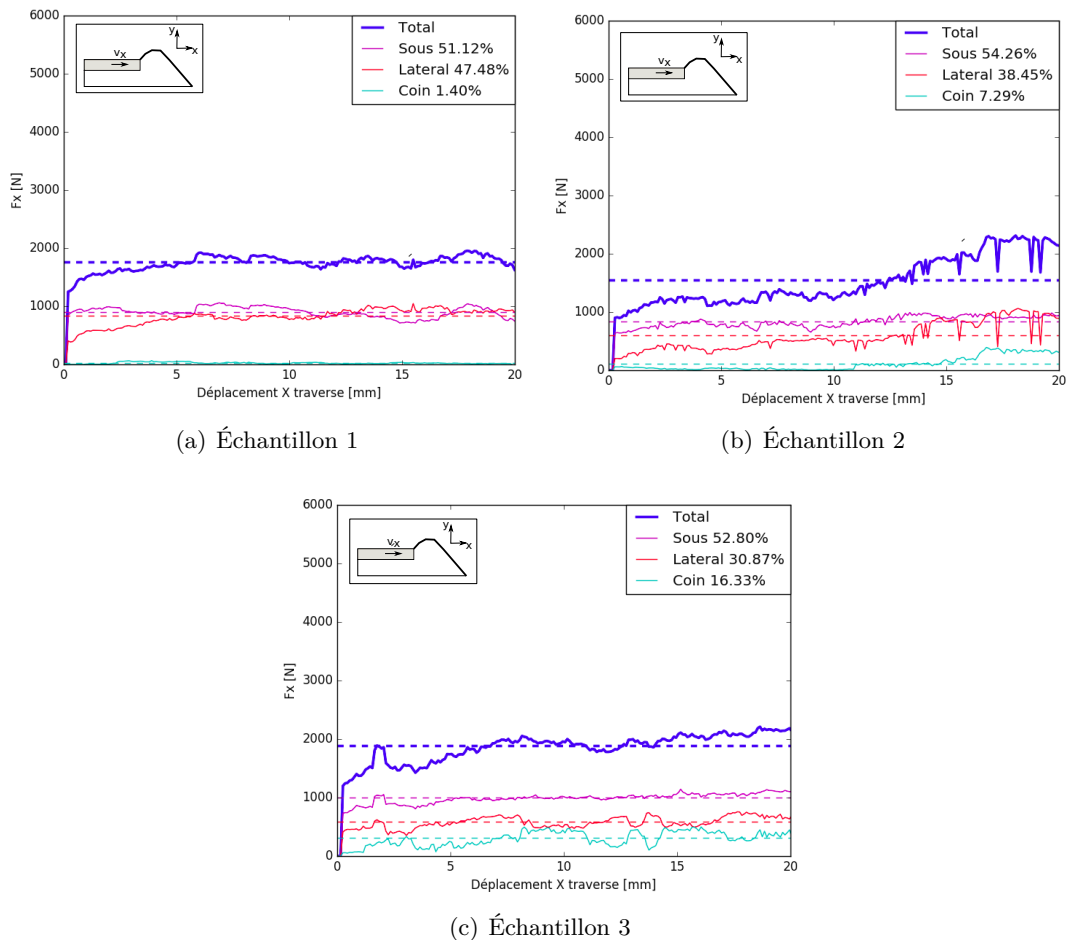 6000
5000
4000
3000
2000
1000
0
Fx [N]
y
x
vx
Total
Sous 51.12%
Lateral 47.48%
Coin 1.40%
0 5 10 15 20
Déplacement X traverse [mm]
(a) Échantillon 1
6000
5000
4000
3000
2000
1000
0
Fx [N]
y
x
vx
Total
Sous 54.26%
Lateral 38.45%
Coin 7.29%
0 5 10 15 20
Déplacement X traverse [mm]
(b) Échantillon 2
6000
5000
4000
3000
2000
1000
0
Fx [N]
y
x
vx
Total
Sous 52.80%
Lateral 30.87%
Coin 16.33%
0 5 10 15 20
Déplacement X traverse [mm]
(c) Échantillon 3